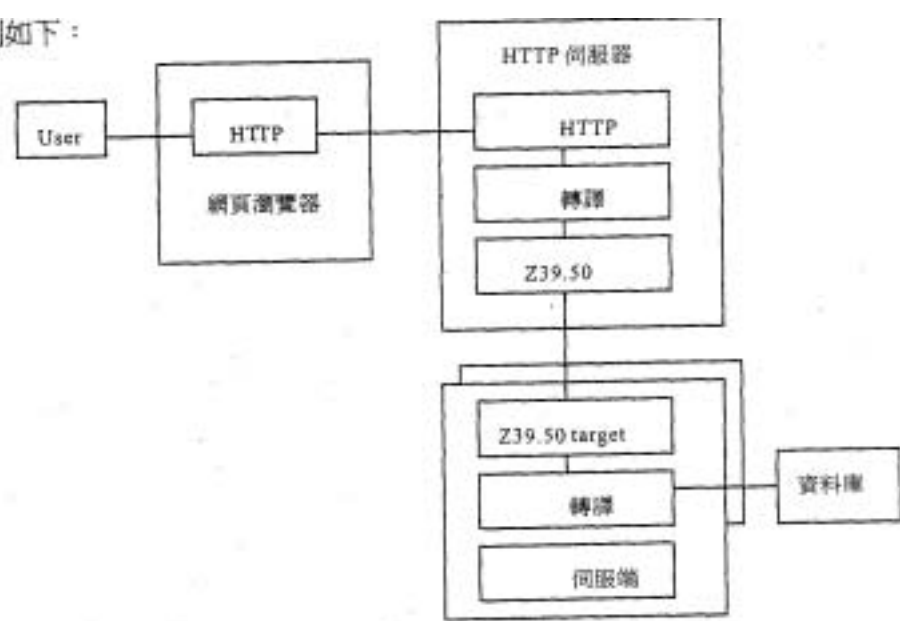 如下：
HTTP 伺服器
User
HTTP
HTTP
網頁瀏覽器
轉譯
Z39.50
Z39.50 target
轉譯
資料庫
伺服端